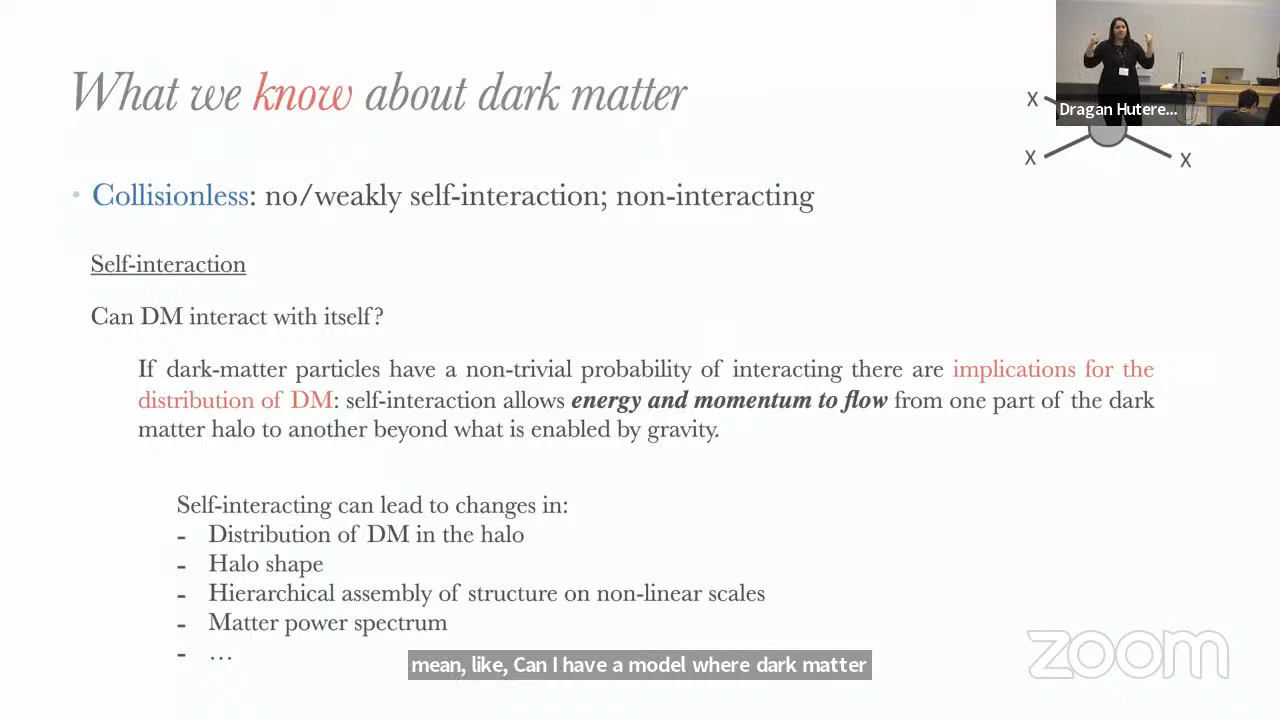 What we know about dark matter
X
Dragan Hutere...
X
X
• Collisionless: no/weakly self-interaction; non-interacting
Self-interaction
Can DM interact with itself?
If dark-matter particles have a non-trivial probability of interacting there are implications for the
distribution of DM: self-interaction allows energy and momentum to flow from one part of the dark
matter halo to another beyond what is enabled by gravity.
Self-interacting can lead to changes in:
- Distribution of DM in the halo
- Halo shape
- Hierarchical assembly of structure on non-linear scales
- Matter power spectrum
- …
mean, like, Can I have a model where dark matter
zoom